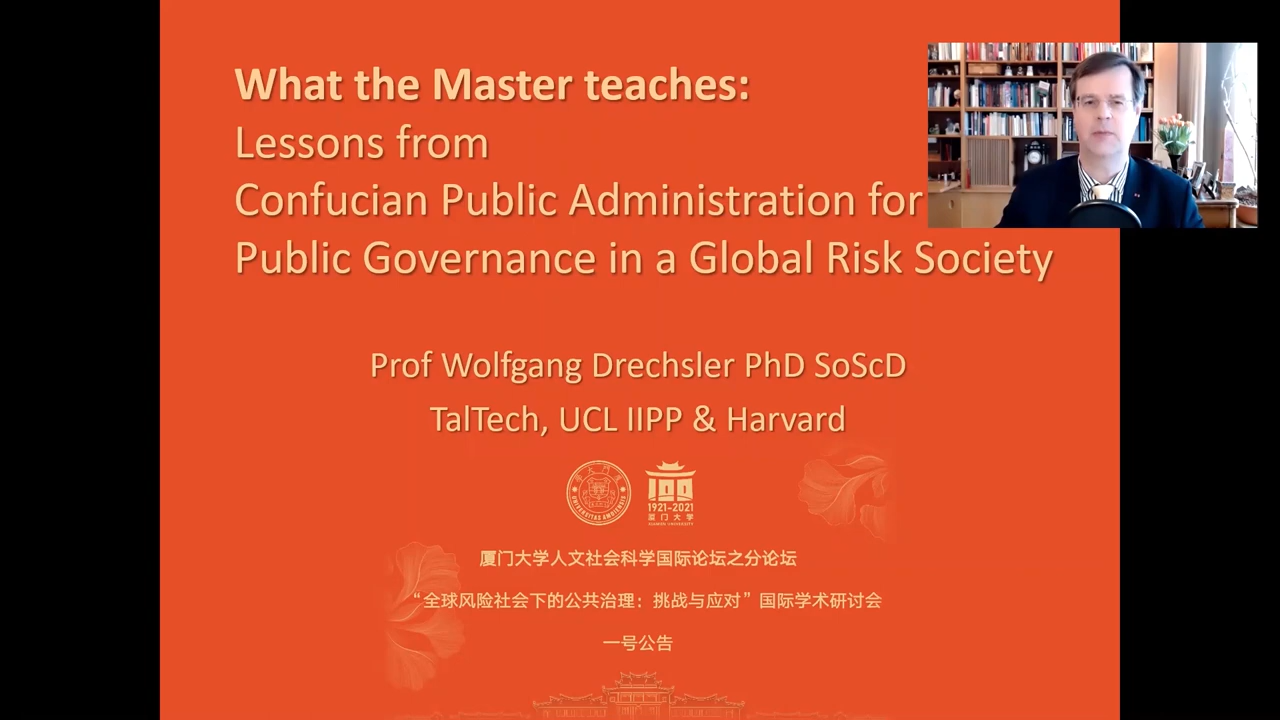 What the Master teaches:
Lessons from
Confucian Public Administration for
Public Governance in a Global Risk Society
Prof Wolfgang Drechsler PhD SoScD
TalTech, UCL IIPP & Harvard
UNIVERSITAS AMOIENSIS
1921-2021
厦门大学
XIAMEN UNIVERSITY
厦门大学人文社会科学国际论坛之分论坛
“全球风险社会下的公共治理：挑战与应对”国际学术研讨会
一号公告